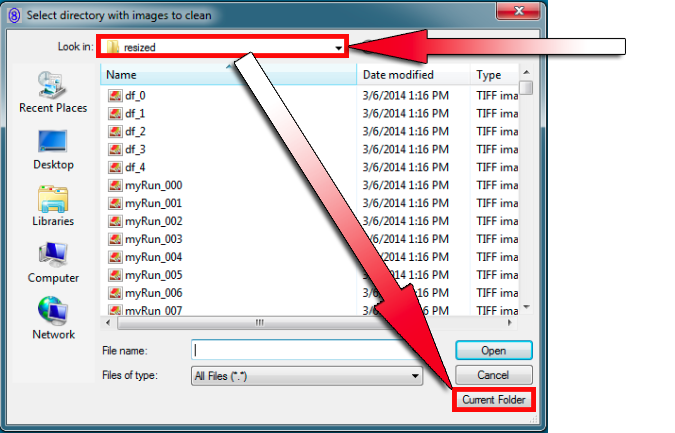 Select directory with images to clean
Look in: resized
Name Date modified Type
df_0 3/6/2014 1:16 PM TIFF ima
df_1 3/6/2014 1:16 PM TIFF ima
df_2 3/6/2014 1:16 PM TIFF ima
df_3 3/6/2014 1:16 PM TIFF ima
df_4 3/6/2014 1:16 PM TIFF ima
myRun_000 3/6/2014 1:16 PM TIFF ima
myRun_001 3/6/2014 1:16 PM TIFF ima
myRun_002 3/6/2014 1:16 PM TIFF ima
myRun_003 3/6/2014 1:16 PM TIFF ima
myRun_004 3/6/2014 1:16 PM TIFF ima
myRun_005 3/6/2014 1:16 PM TIFF ima
myRun_006 3/6/2014 1:16 PM TIFF ima
myRun_007 3/6/2014 1:16 PM TIFF ima
Recent Places
Desktop
Libraries
Computer
Network
File name:
Open
Files of type: All Files (*.*)
Cancel
Current Folder